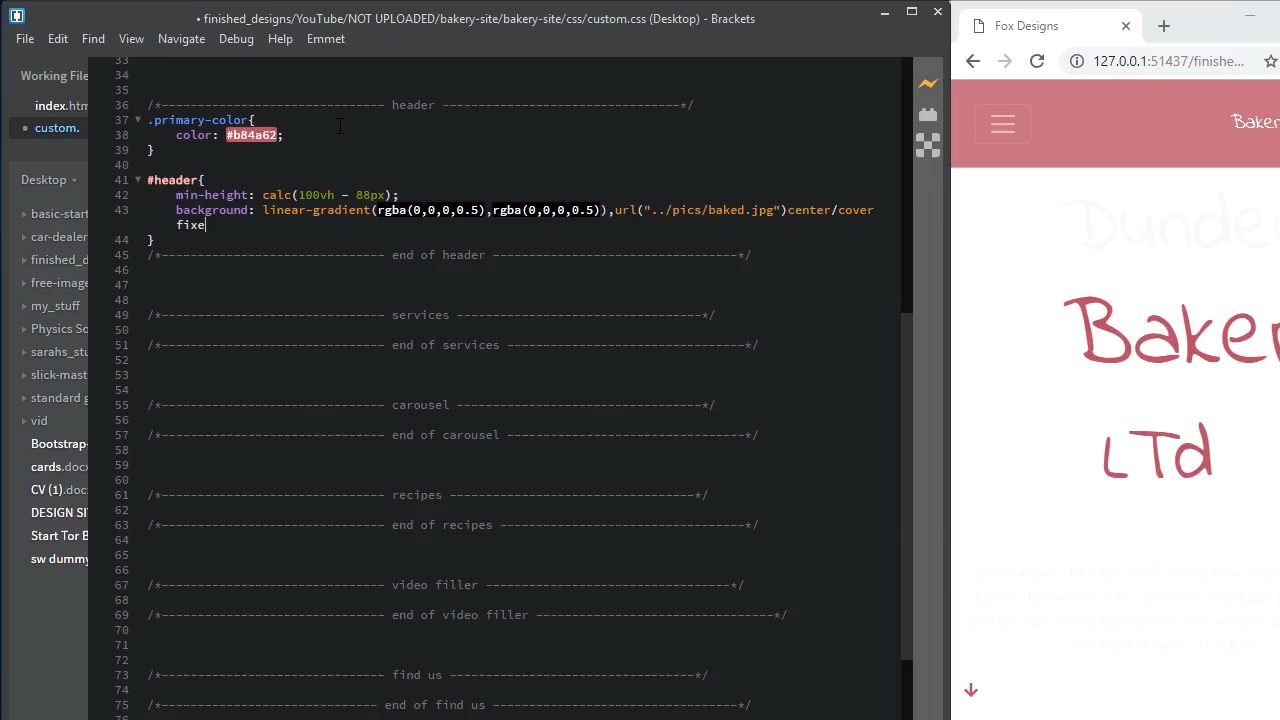 • finished_designs/YouTube/NOT UPLOADED/bakery-site/bakery-site/css/custom.css (Desktop) - Brackets
File Edit Find View Navigate Debug Help Emmet
Working File
index.htm
• custom.
Desktop
basic-start
car-dealer
finished_d
free-image
my_stuff
Physics So
sarahs_stu
slick-mast
standard g
vid
Bootstrap-
cards.docx
CV (1).doc
DESIGN SIT
Start Tor B
sw dummy
33
34
35
36 /*------------------------------- header ---------------------------------*/
37 .primary-color{
38 color: #b84a62;
39 }
40
41 #header{
42 min-height: calc(100vh - 88px);
43 background: linear-gradient(rgba(0,0,0,0.5),rgba(0,0,0,0.5)),url("../pics/baked.jpg")center/cover
fixe
44 }
45 /*------------------------------- end of header ----------------------------------*/
46
47
48
49 /*------------------------------- services -----------------------------------*/
50
51 /*------------------------------- end of services ------------------------------------*/
52
53
54
55 /*------------------------------- carousel -----------------------------------*/
56
57 /*------------------------------- end of carousel ------------------------------------*/
58
59
60
61 /*------------------------------- recipes -----------------------------------*/
62
63 /*------------------------------- end of recipes ------------------------------------*/
64
65
66
67 /*------------------------------- video filler -----------------------------------*/
68
69 /*------------------------------- end of video filler ---------------------------------*/
70
71
72
73 /*------------------------------- find us -----------------------------------*/
74
75 /*------------------------------- end of find us -----------------------------------*/
76
Fox Designs
127.0.0.1:51437/finishe...
Baker
Dunde
Baker
LTd